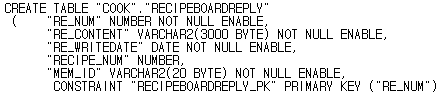 CREATE TABLE "COOK"."RECIPEBOARDREPLY"
( "RE_NUM" NUMBER NOT NULL ENABLE,
"RE_CONTENT" VARCHAR2(3000 BYTE) NOT NULL ENABLE,
"RE_WRITEDATE" DATE NOT NULL ENABLE,
"RECIPE_NUM" NUMBER,
"MEM_ID" VARCHAR2(20 BYTE) NOT NULL ENABLE,
CONSTRAINT "RECIPEBOARDREPLY_PK" PRIMARY KEY ("RE_NUM")